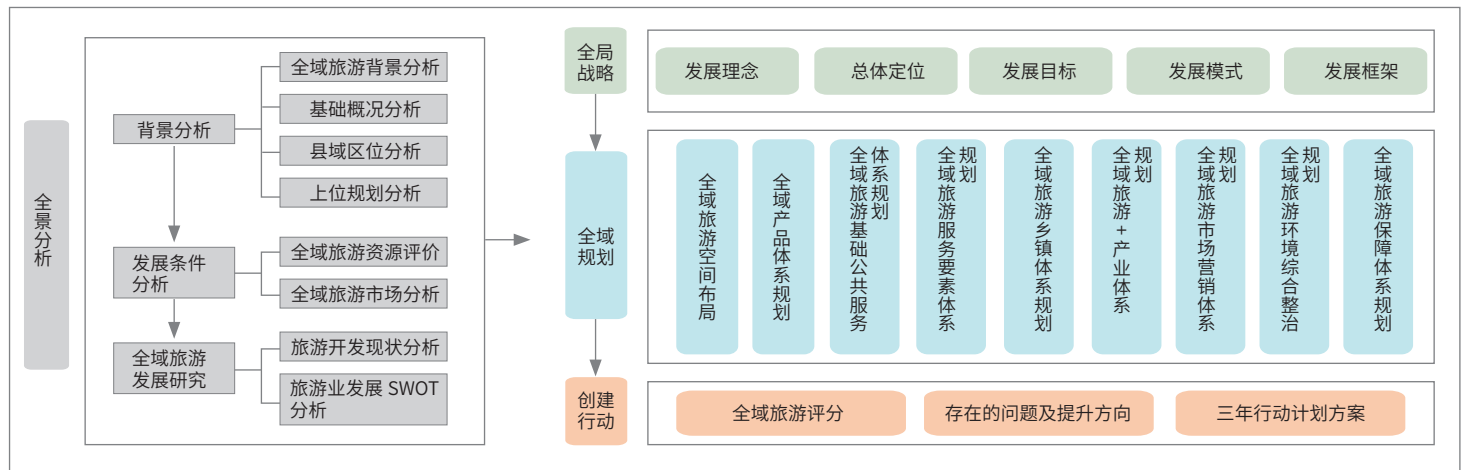 全景分析
背景分析
全域旅游背景分析
基础概况分析
县域区位分析
上位规划分析
发展条件
分析
全域旅游资源评价
全域旅游市场分析
全域旅游
发展研究
旅游开发现状分析
旅游业发展 SWOT
分析
全局
战略
发展理念
总体定位
发展目标
发展模式
发展框架
全域
规划
全域旅游空间布局
全域产品体系规划
全域旅游基础公共服务
体系规划
全域旅游服务要素体系
规划
全域旅游乡镇体系规划
全域旅游+产业体系
规划
全域旅游市场营销体系
规划
全域旅游环境综合整治
规划
全域旅游保障体系规划
创建
行动
全域旅游评分
存在的问题及提升方向
三年行动计划方案